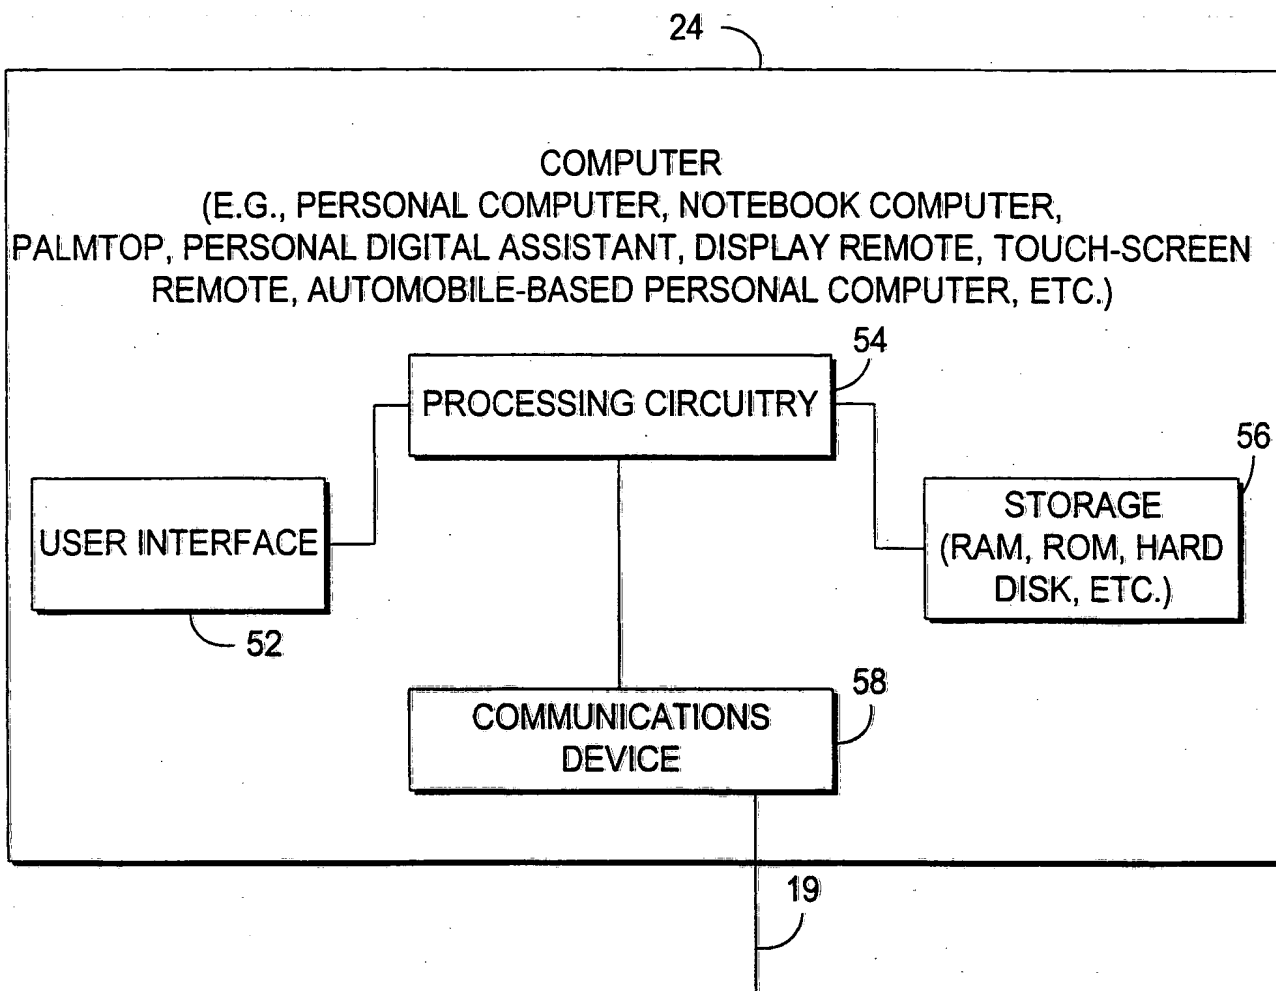 24
COMPUTER
(E.G., PERSONAL COMPUTER, NOTEBOOK COMPUTER,
PALMTOP, PERSONAL DIGITAL ASSISTANT, DISPLAY REMOTE, TOUCH-SCREEN
REMOTE, AUTOMOBILE-BASED PERSONAL COMPUTER, ETC.)
54
PROCESSING CIRCUITRY
56
USER INTERFACE
52
STORAGE
(RAM, ROM, HARD
DISK, ETC.)
58
COMMUNICATIONS
DEVICE
19